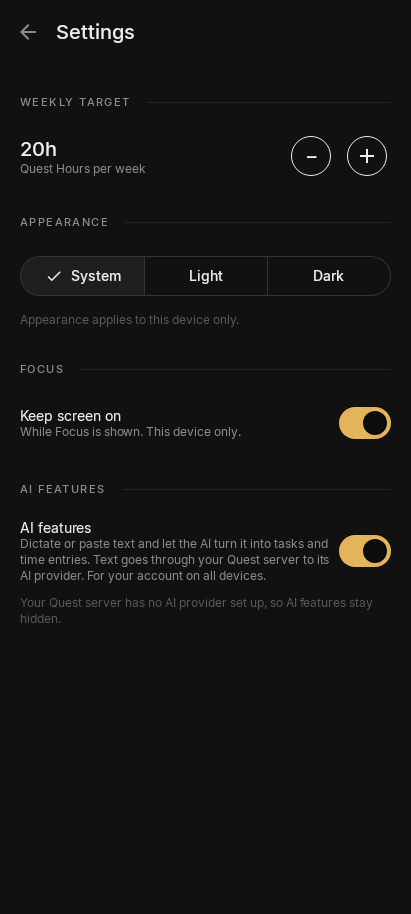 Settings
WEEKLY TARGET
20h
Quest Hours per week
APPEARANCE
System
Light
Dark
Appearance applies to this device only.
FOCUS
Keep screen on
While Focus is shown. This device only.
AI FEATURES
AI features
Dictate or paste text and let the AI turn it into tasks and
time entries. Text goes through your Quest server to its
AI provider. For your account on all devices.
Your Quest server has no AI provider set up, so AI features stay
hidden.